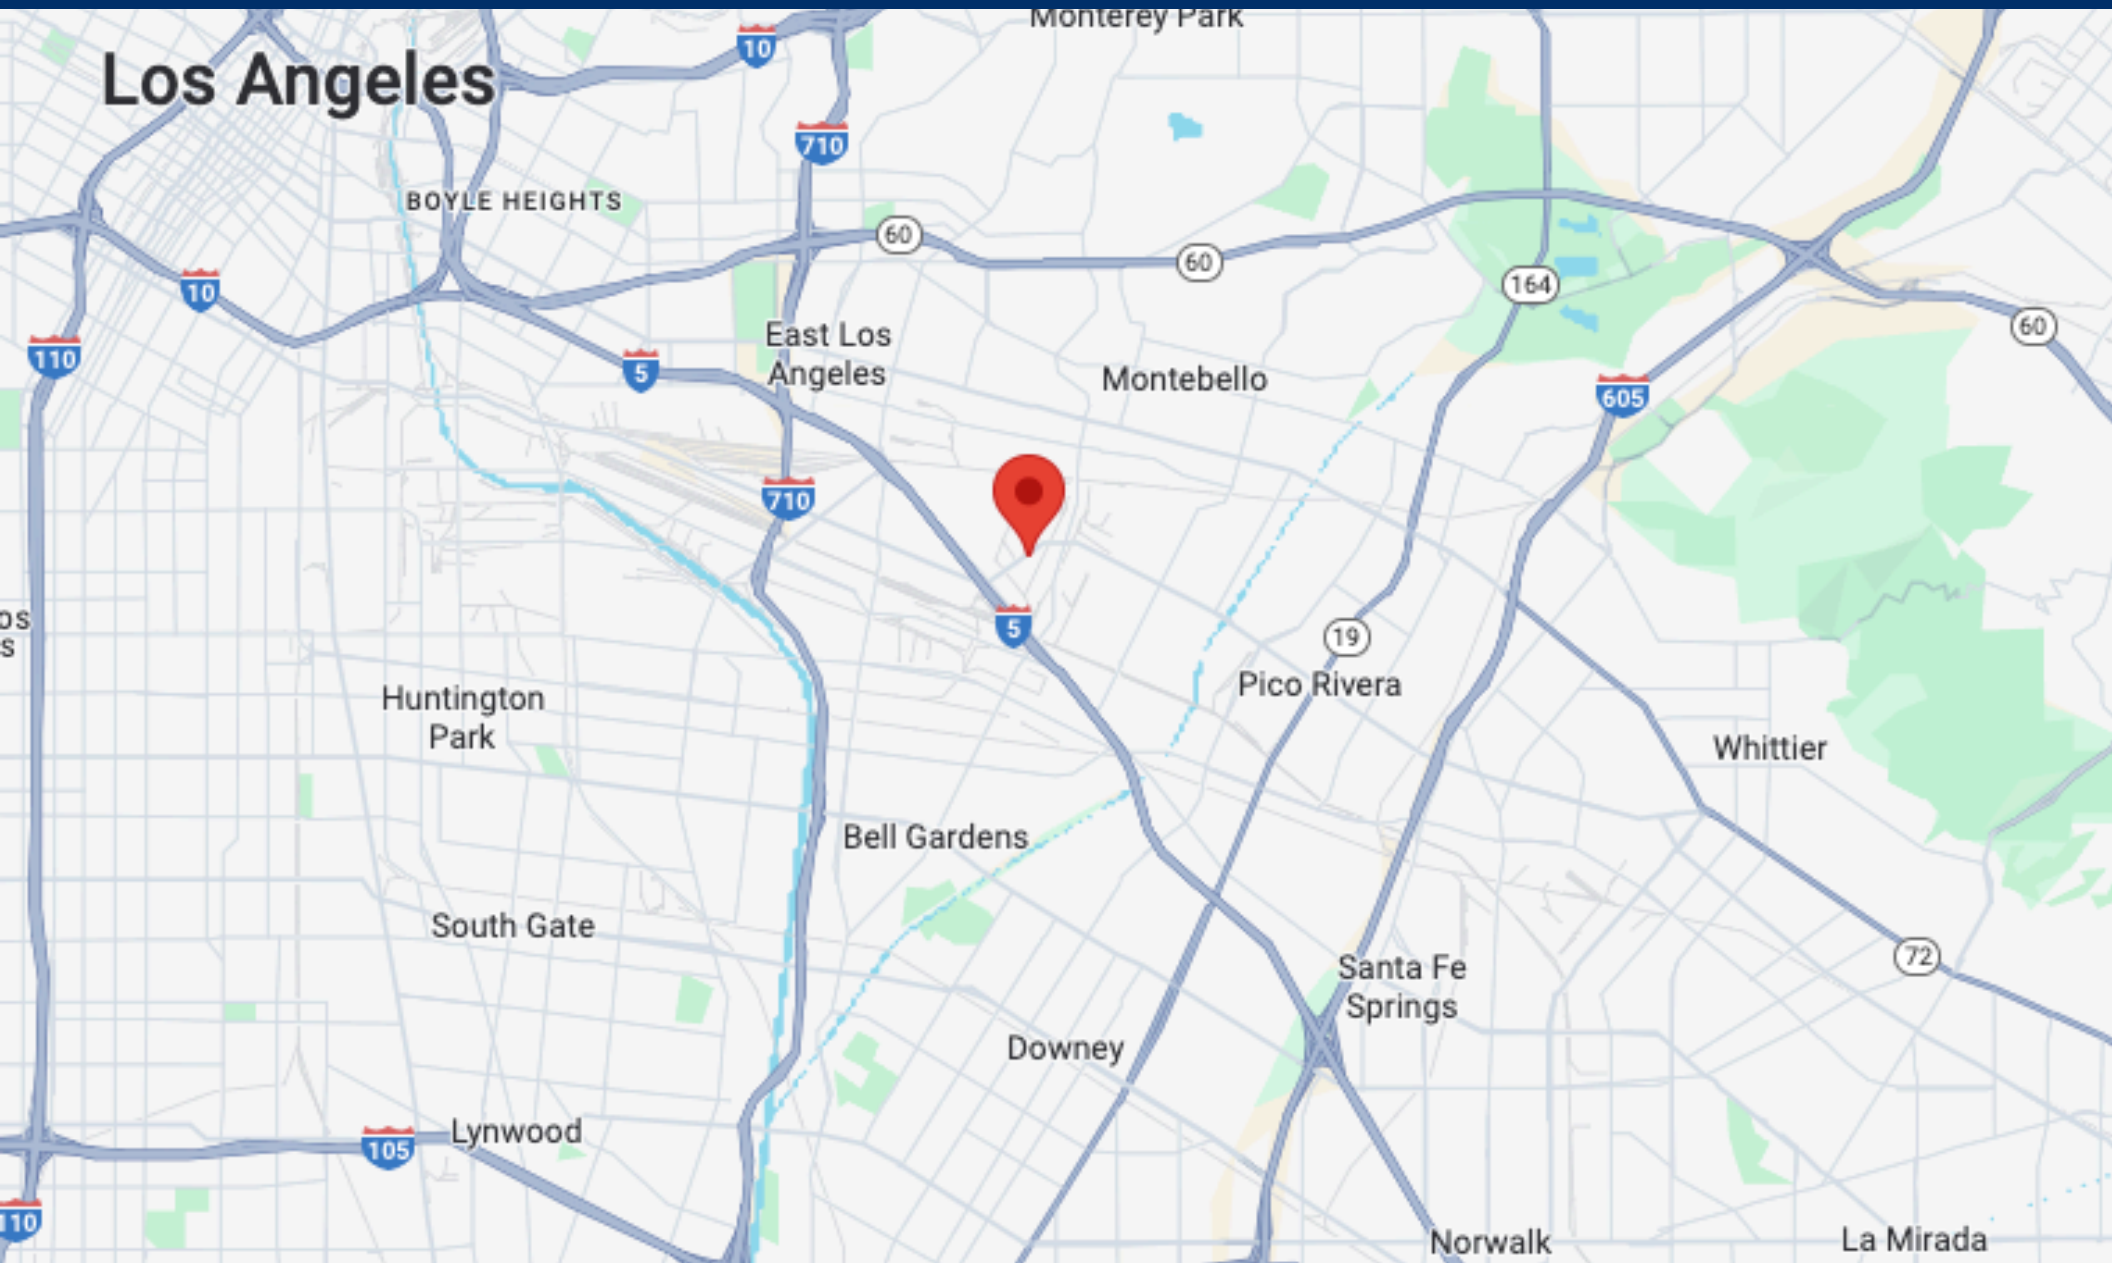 Monterey Park
Los Angeles
10
710
BOYLE HEIGHTS
60
60
164
10
60
110
East Los
Angeles
5
Montebello
605
710
os
s
5
19
Huntington
Park
Pico Rivera
Whittier
Bell Gardens
South Gate
72
Santa Fe
Springs
Downey
Lynwood
105
110
Norwalk
La Mirada